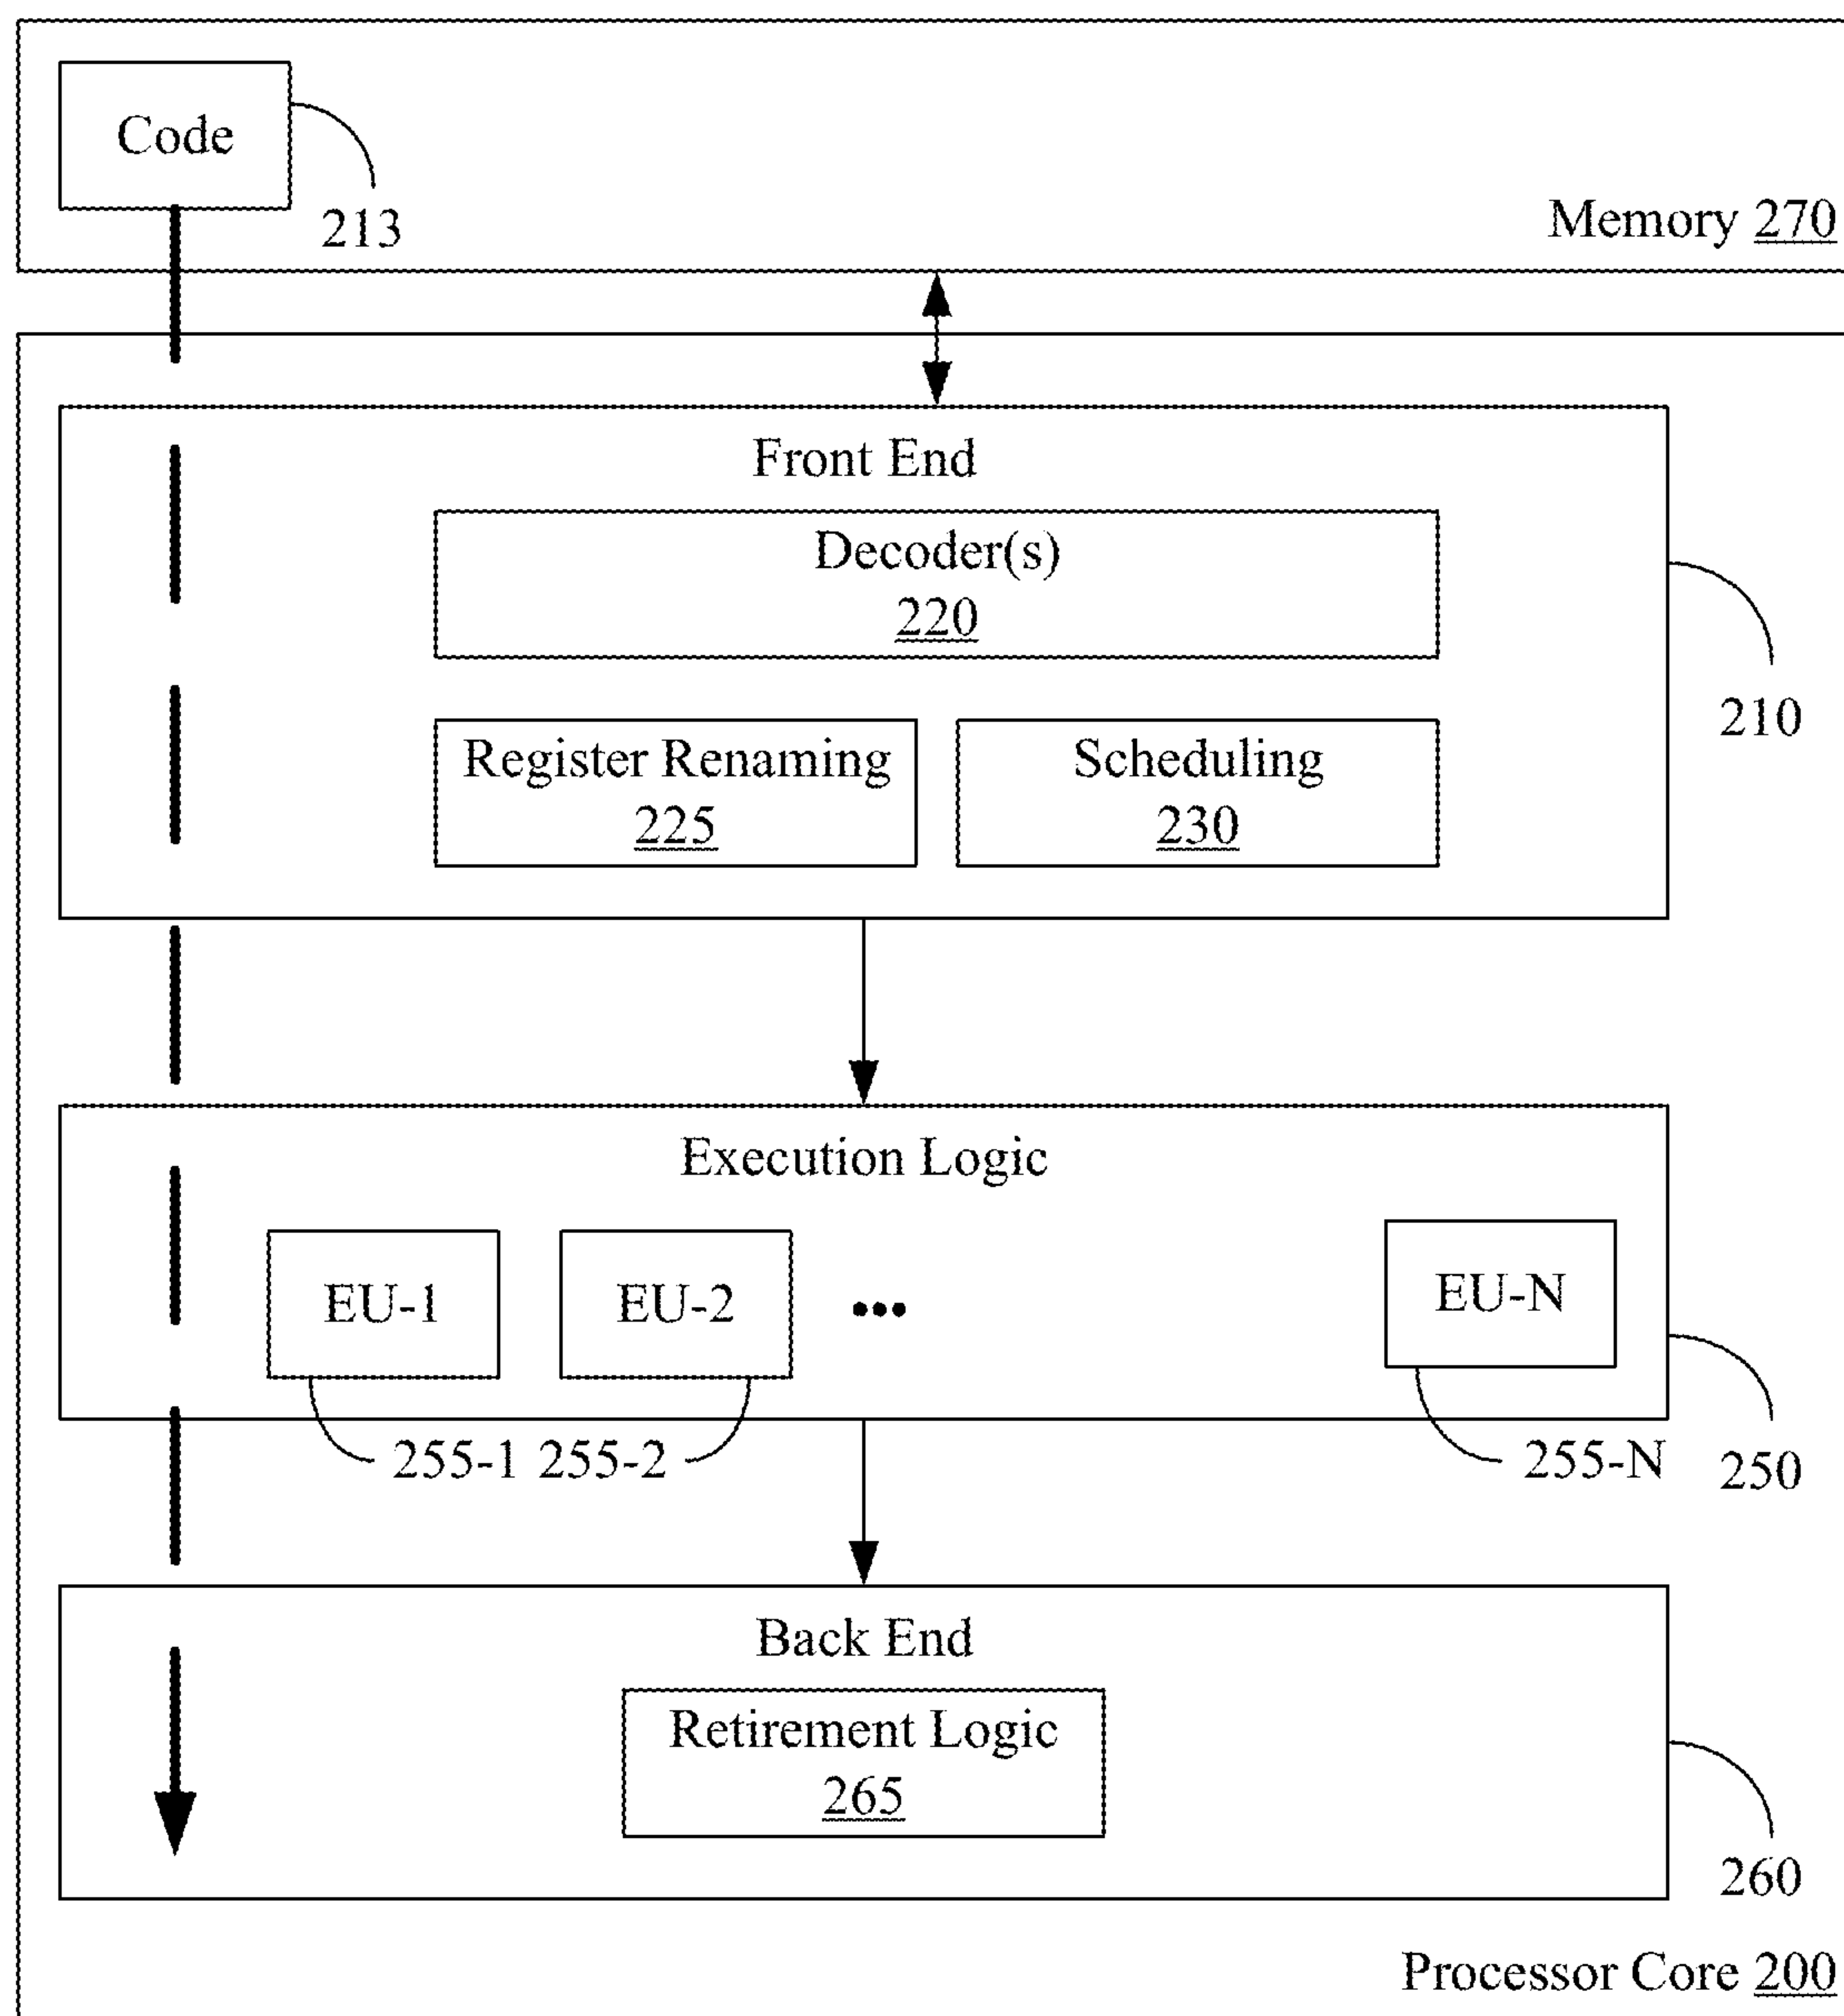 Code
213
Memory 270
Front End
Decoder(s)
220
210
Register Renaming
225
Scheduling
230
Execution Logic
EU-1
EU-2
•••
EU-N
255-1
255-2
255-N
250
Back End
Retirement Logic
265
260
Processor Core 200